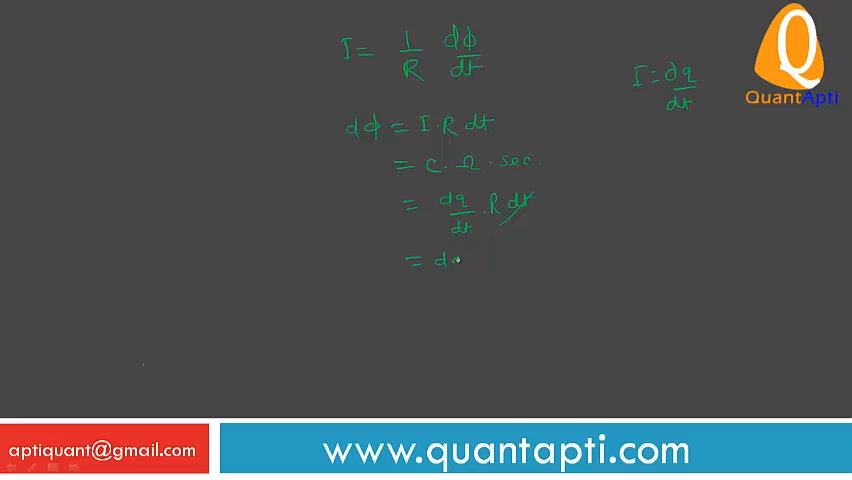 I = 1/R dϕ/dt
I = dq/dt
QuantApti
dϕ = I · R dt
= C · Ω · sec.
= dq/dt · R dt
= d
aptiquant@gmail.com
www.quantapti.com